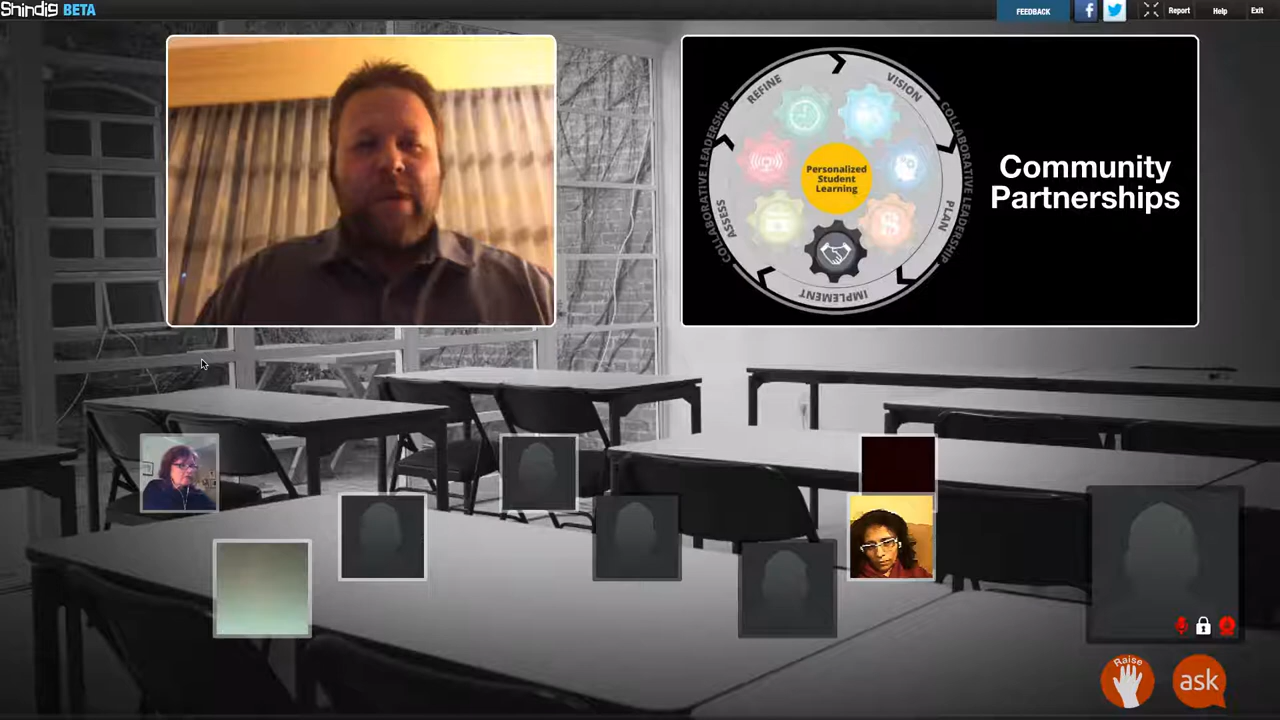 Shindig BETA
FEEDBACK
Report
Help
Exit
REFINE
VISION
COLLABORATIVE LEADERSHIP
COLLABORATIVE LEADERSHIP
Personalized
Student
Learning
ASSESS
PLAN
IMPLEMENT
Community
Partnerships
Raise
ask